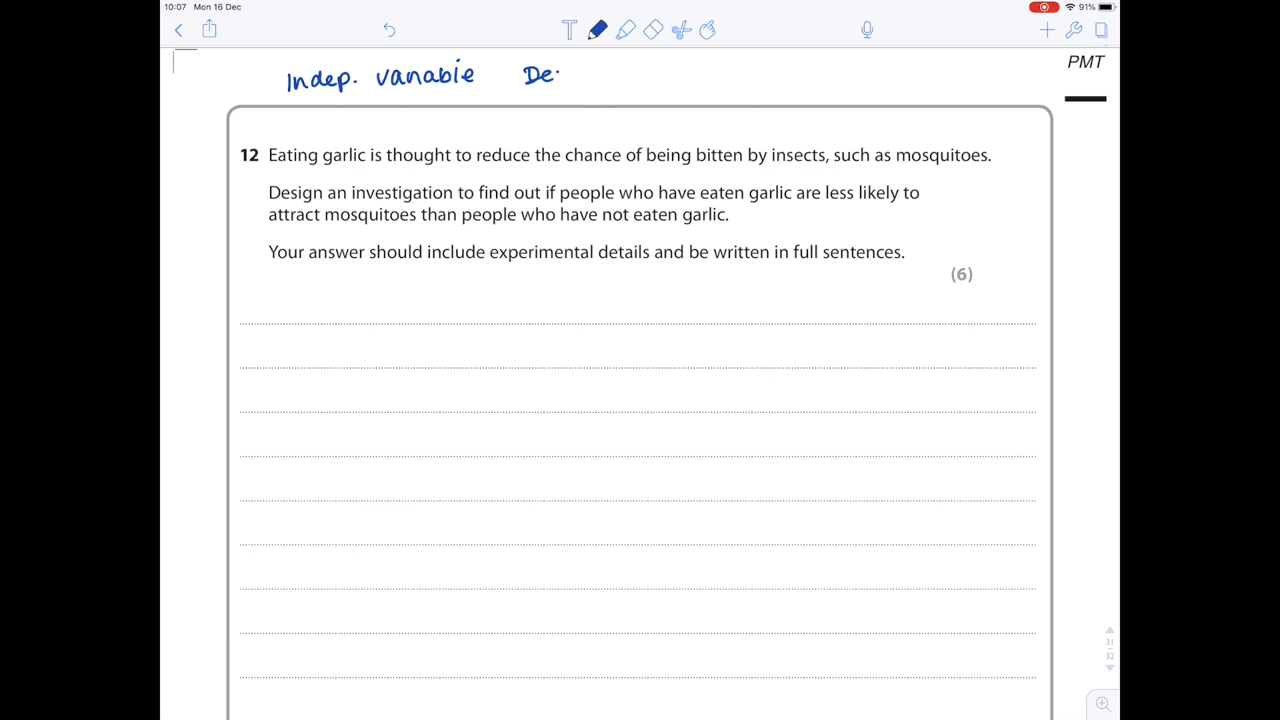 10:07 Mon 16 Dec 91%
T
PMT
Indep. variable De
12 Eating garlic is thought to reduce the chance of being bitten by insects, such as mosquitoes.
Design an investigation to find out if people who have eaten garlic are less likely to
attract mosquitoes than people who have not eaten garlic.
Your answer should include experimental details and be written in full sentences.
(6)
31
32